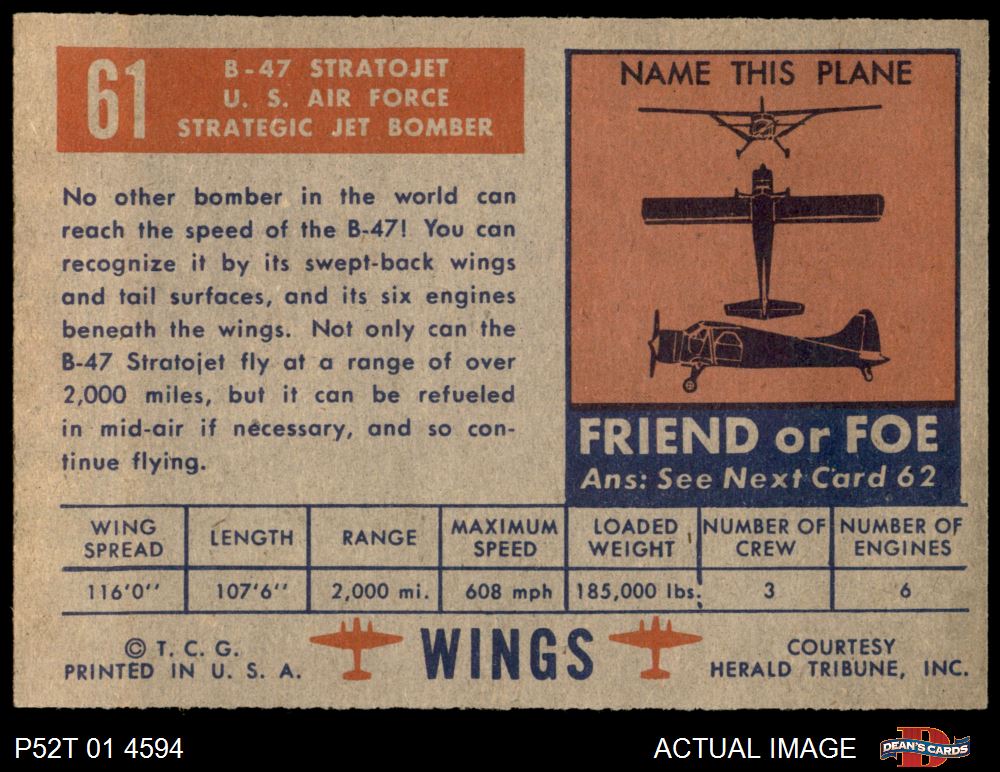 61
B-47 STRATOJET
U. S. AIR FORCE
STRATEGIC JET BOMBER
No other bomber in the world can
reach the speed of the B-47! You can
recognize it by its swept-back wings
and tail surfaces, and its six engines
beneath the wings. Not only can the
B-47 Stratojet fly at a range of over
2,000 miles, but it can be refueled
in mid-air if necessary, and so con-
tinue flying.
NAME THIS PLANE
FRIEND or FOE
Ans: See Next Card 62
WING SPREAD
LENGTH
RANGE
MAXIMUM SPEED
LOADED WEIGHT
NUMBER OF CREW
NUMBER OF ENGINES
116'0"
107'6"
2,000 mi.
608 mph
185,000 lbs.
3
6
© T. C. G.
PRINTED IN U. S. A.
WINGS
COURTESY
HERALD TRIBUNE, INC.
P52T 01 4594
ACTUAL IMAGE
DEAN'S CARDS